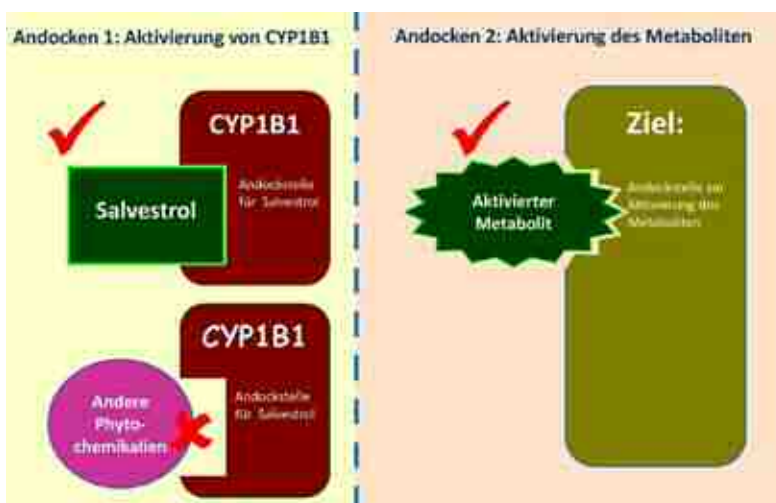 Andocken 1: Aktivierung von CYP1B1
CYP1B1
Salvestrol
Andockstelle
für Salvestrol
CYP1B1
Andere
Phyto-
chemikalien
Andockstelle
für Salvestrol
Andocken 2: Aktivierung des Metaboliten
Ziel:
Aktivierter
Metabolit
Andockstelle zur
Aktivierung des
Metaboliten